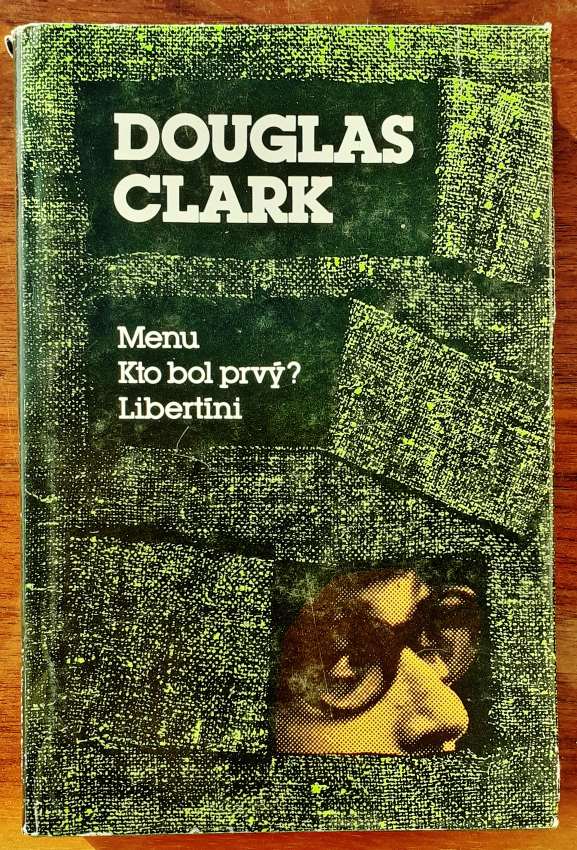 DOUGLAS
CLARK
Menu
Kto bol prvý?
Libertíni